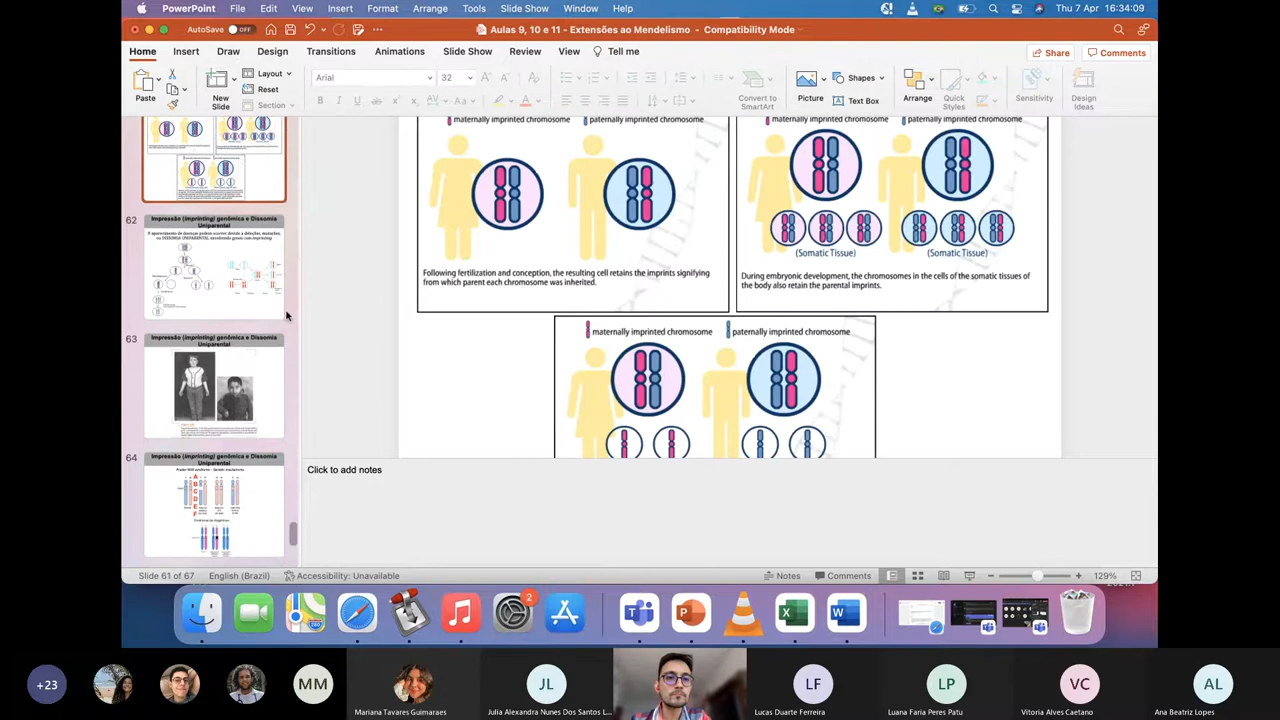 PowerPoint File Edit View Insert Format Arrange Tools Slide Show Window Help Thu 7 Apr 16:34:09
AutoSave OFF Aulas 9, 10 e 11 - Extensões ao Mendelismo - Compatibility Mode
Home Insert Draw Design Transitions Animations Slide Show Review View Tell me Share Comments
Paste New Slide Layout Reset Section Arial 32 Convert to SmartArt Picture Shapes Text Box Arrange Quick Styles Sensitivity Design Ideas
maternally imprinted chromosome paternally imprinted chromosome
maternally imprinted chromosome paternally imprinted chromosome
(Somatic Tissue) (Somatic Tissue)
Following fertilization and conception, the resulting cell retains the imprints signifying
from which parent each chromosome was inherited.
During embryonic development, the chromosomes in the cells of the somatic tissues of
the body also retain the parental imprints.
maternally imprinted chromosome paternally imprinted chromosome
62
Impressão (imprinting) genômica e Dissomia
Uniparental
63
Impressão (imprinting) genômica e Dissomia
Uniparental
64
Impressão (imprinting) genômica e Dissomia
Uniparental
Click to add notes
Slide 61 of 67 English (Brazil) Accessibility: Unavailable Notes Comments 129%
2
+23
MM
JL
LF
LP
VC
AL
Mariana Tavares Guimaraes
Julia Alexandra Nunes Dos Santos L...
Lucas Duarte Ferreira
Luana Faria Peres Patu
Vitoria Alves Caetano
Ana Beatriz Lopes